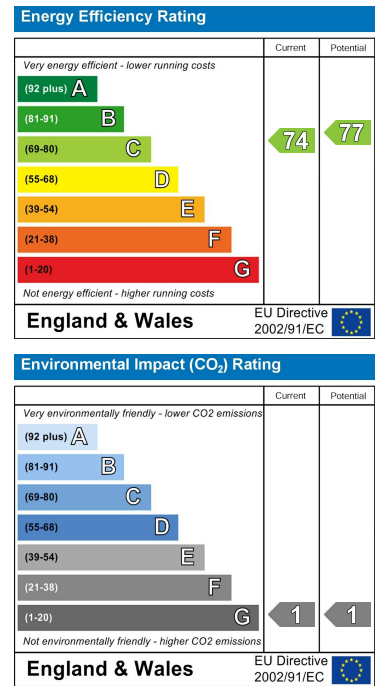 Energy Efficiency Rating
Current Potential
Very energy efficient - lower running costs
(92 plus) A
(81-91) B
(69-80) C
(55-68) D
(39-54) E
(21-38) F
(1-20) G
74 77
Not energy efficient - higher running costs
England & Wales
EU Directive
2002/91/EC
Environmental Impact (CO₂) Rating
Current Potential
Very environmentally friendly - lower CO2 emissions
(92 plus) A
(81-91) B
(69-80) C
(55-68) D
(39-54) E
(21-38) F
(1-20) G 1 1
Not environmentally friendly - higher CO2 emissions
England & Wales
EU Directive
2002/91/EC